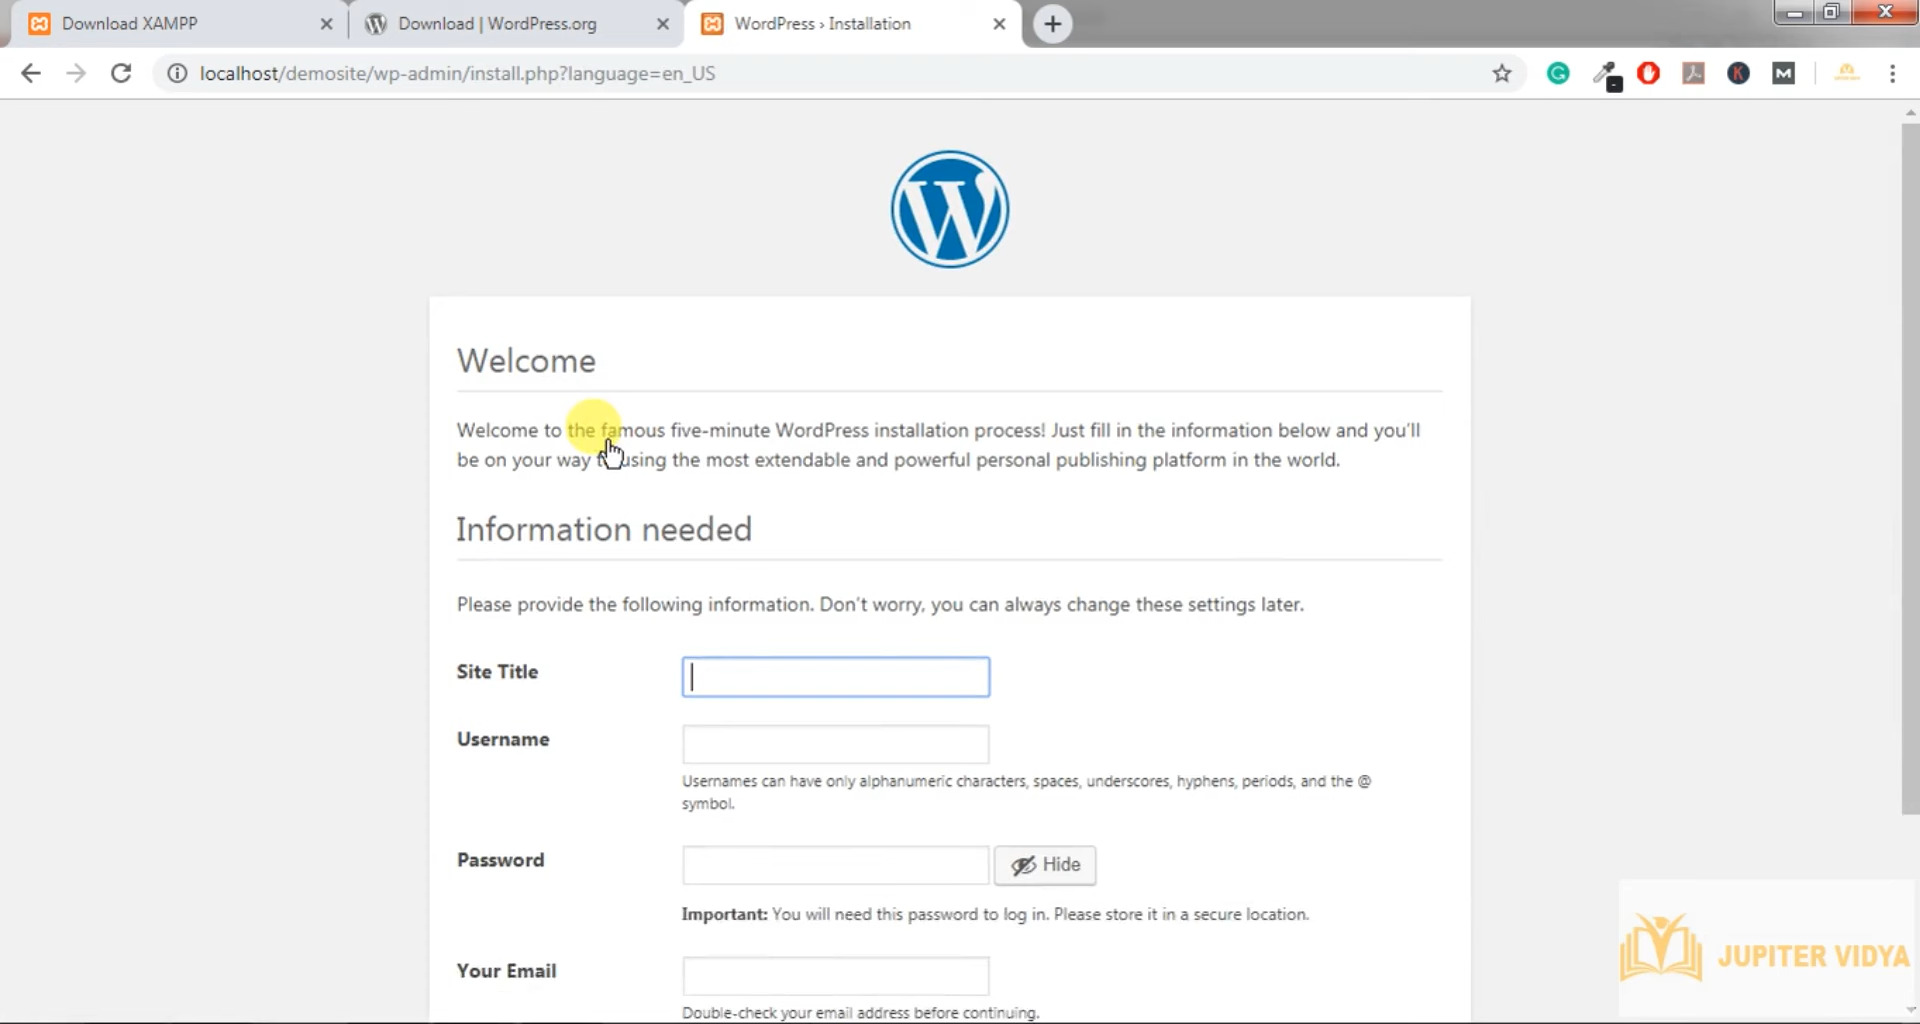 Download XAMPP
Download | WordPress.org
WordPress › Installation
localhost/demosite/wp-admin/install.php?language=en_US
Welcome
Welcome to the famous five-minute WordPress installation process! Just fill in the information below and you'll
be on your way to using the most extendable and powerful personal publishing platform in the world.
Information needed
Please provide the following information. Don't worry, you can always change these settings later.
Site Title
Username
Usernames can have only alphanumeric characters, spaces, underscores, hyphens, periods, and the @
symbol.
Password
Hide
Important: You will need this password to log in. Please store it in a secure location.
Your Email
Double-check your email address before continuing.
JUPITER VIDYA